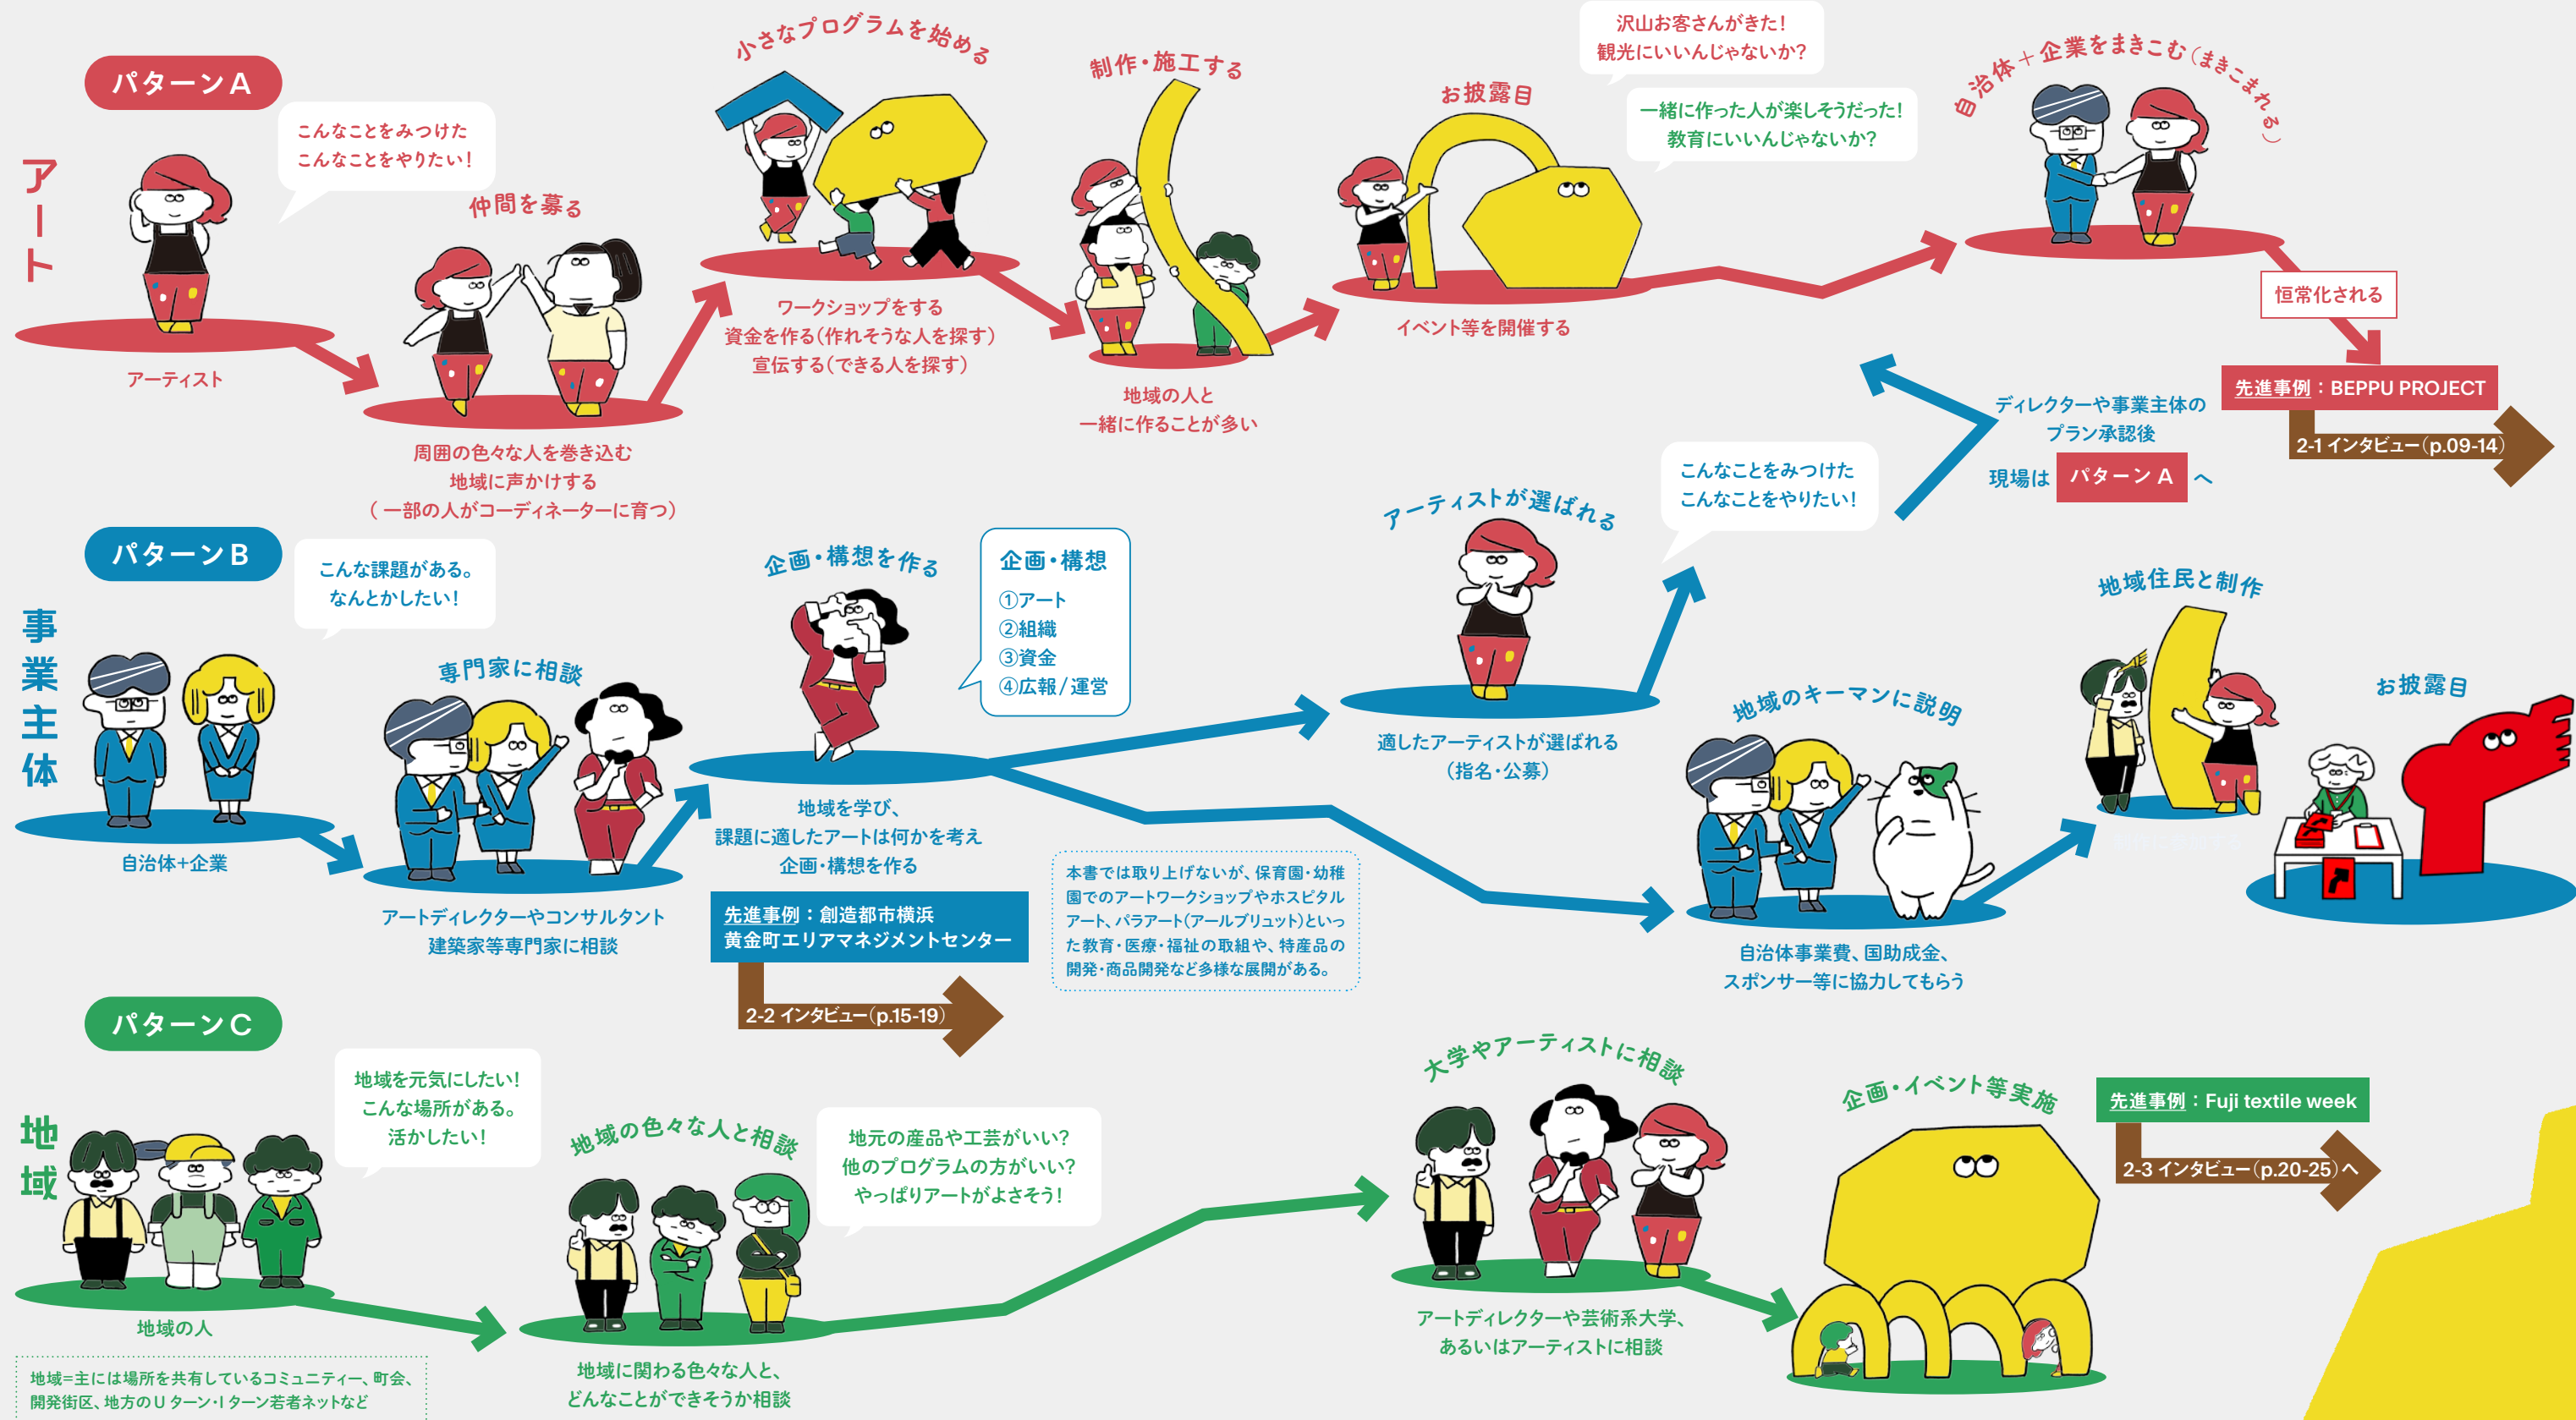 パターンA
アート
こんなことをみつけた
こんなことをやりたい！
アーティスト
仲間を募る
周囲の色々な人を巻き込む
地域に声かけする
（一部の人がコーディネーターに育つ）
小さなプログラムを始める
ワークショップをする
資金を作る（作れそうな人を探す）
宣伝する（できる人を探す）
制作・施工する
地域の人と
一緒に作ることが多い
お披露目
イベント等を開催する
沢山お客さんがきた！
観光にいいんじゃないか？
一緒に作った人が楽しそうだった！
教育にいいんじゃないか？
自治体＋企業をまきこむ（まきこまれる）
恒常化される
先進事例：BEPPU PROJECT
2-1 インタビュー（p.09-14）
パターンB
事業主体
こんな課題がある。
なんとかしたい！
自治体+企業
専門家に相談
アートディレクターやコンサルタント
建築家等専門家に相談
企画・構想を作る
企画・構想
①アート
②組織
③資金
④広報/運営
地域を学び、
課題に適したアートは何かを考え
企画・構想を作る
先進事例：創造都市横浜
黄金町エリアマネジメントセンター
2-2 インタビュー（p.15-19）
本書では取り上げないが、保育園・幼稚
園でのアートワークショップやホスピタル
アート、パラアート（アールブリュット）といっ
た教育・医療・福祉の取組や、特産品の
開発・商品開発など多様な展開がある。
アーティストが選ばれる
適したアーティストが選ばれる
（指名・公募）
こんなことをみつけた
こんなことをやりたい！
ディレクターや事業主体の
プラン承認後
現場は パターン A へ
地域のキーマンに説明
自治体事業費、国助成金、
スポンサー等に協力してもらう
地域住民と制作
お披露目
パターンC
地域
地域を元気にしたい！
こんな場所がある。
活かしたい！
地域の人
地域=主には場所を共有しているコミュニティー、町会、
開発街区、地方のUターン・Iターン若者ネットなど
地域の色々な人と相談
地元の産品や工芸がいい？
他のプログラムの方がいい？
やっぱりアートがよさそう！
地域に関わる色々な人と、
どんなことができそうか相談
大学やアーティストに相談
アートディレクターや芸術系大学、
あるいはアーティストに相談
企画・イベント等実施
先進事例：Fuji textile week
2-3 インタビュー（p.20-25）へ